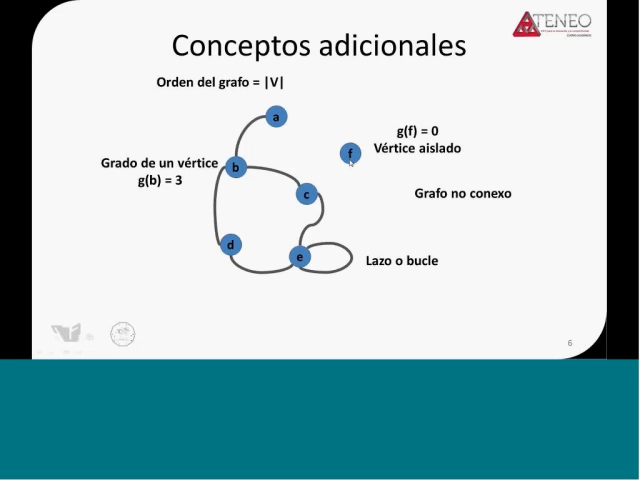 ATENEO
Conceptos adicionales
Orden del grafo = |V|
a
g(f) = 0
Vértice aislado
f
Grado de un vértice
g(b) = 3
b
c
Grafo no conexo
d
e
Lazo o bucle
6